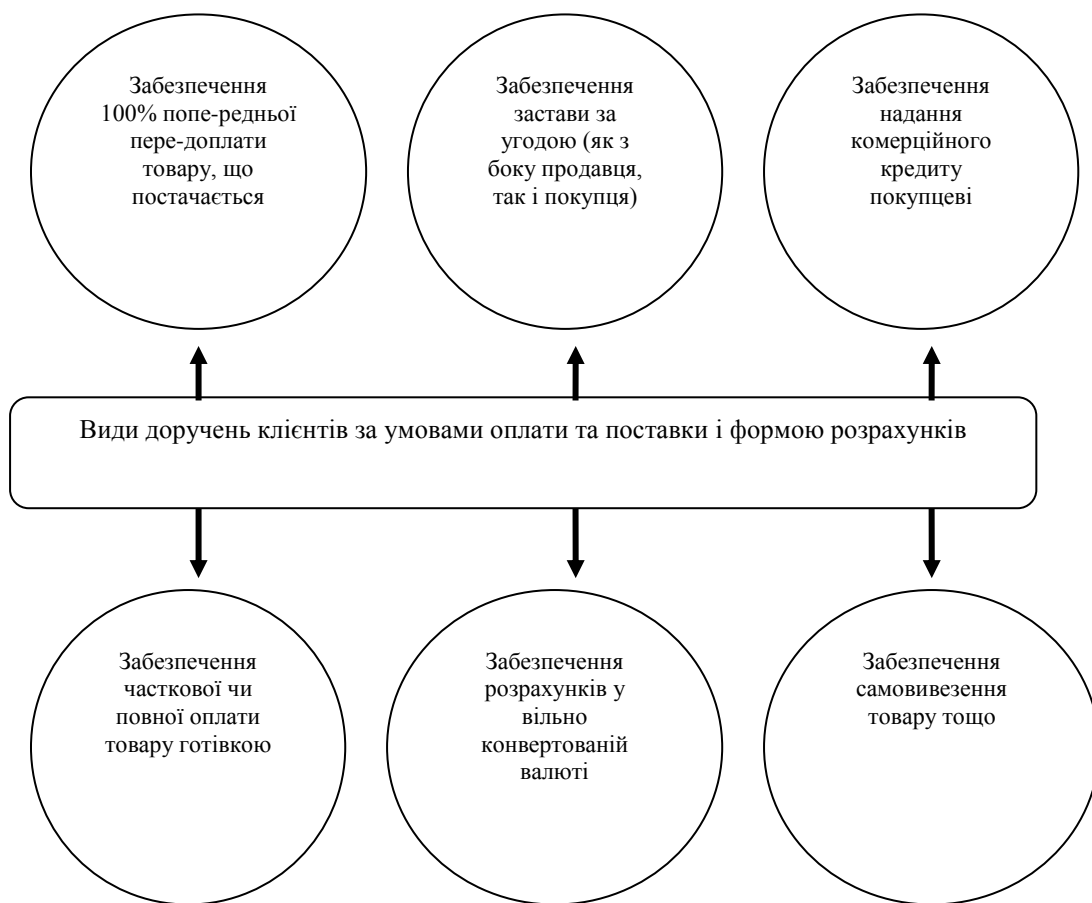 Забезпечення
100% попе-редньої
пере-доплати
товару, що
постачається
Забезпечення
застави за
угодою (як з
боку продавця,
так і покупця)
Забезпечення
надання
комерційного
кредиту
покупцеві
Види доручень клієнтів за умовами оплати та поставки і формою розрахунків
Забезпечення
часткової чи
повної оплати
товару готівкою
Забезпечення
розрахунків у
вільно
конвертованій
валюті
Забезпечення
самовивезення
товару тощо